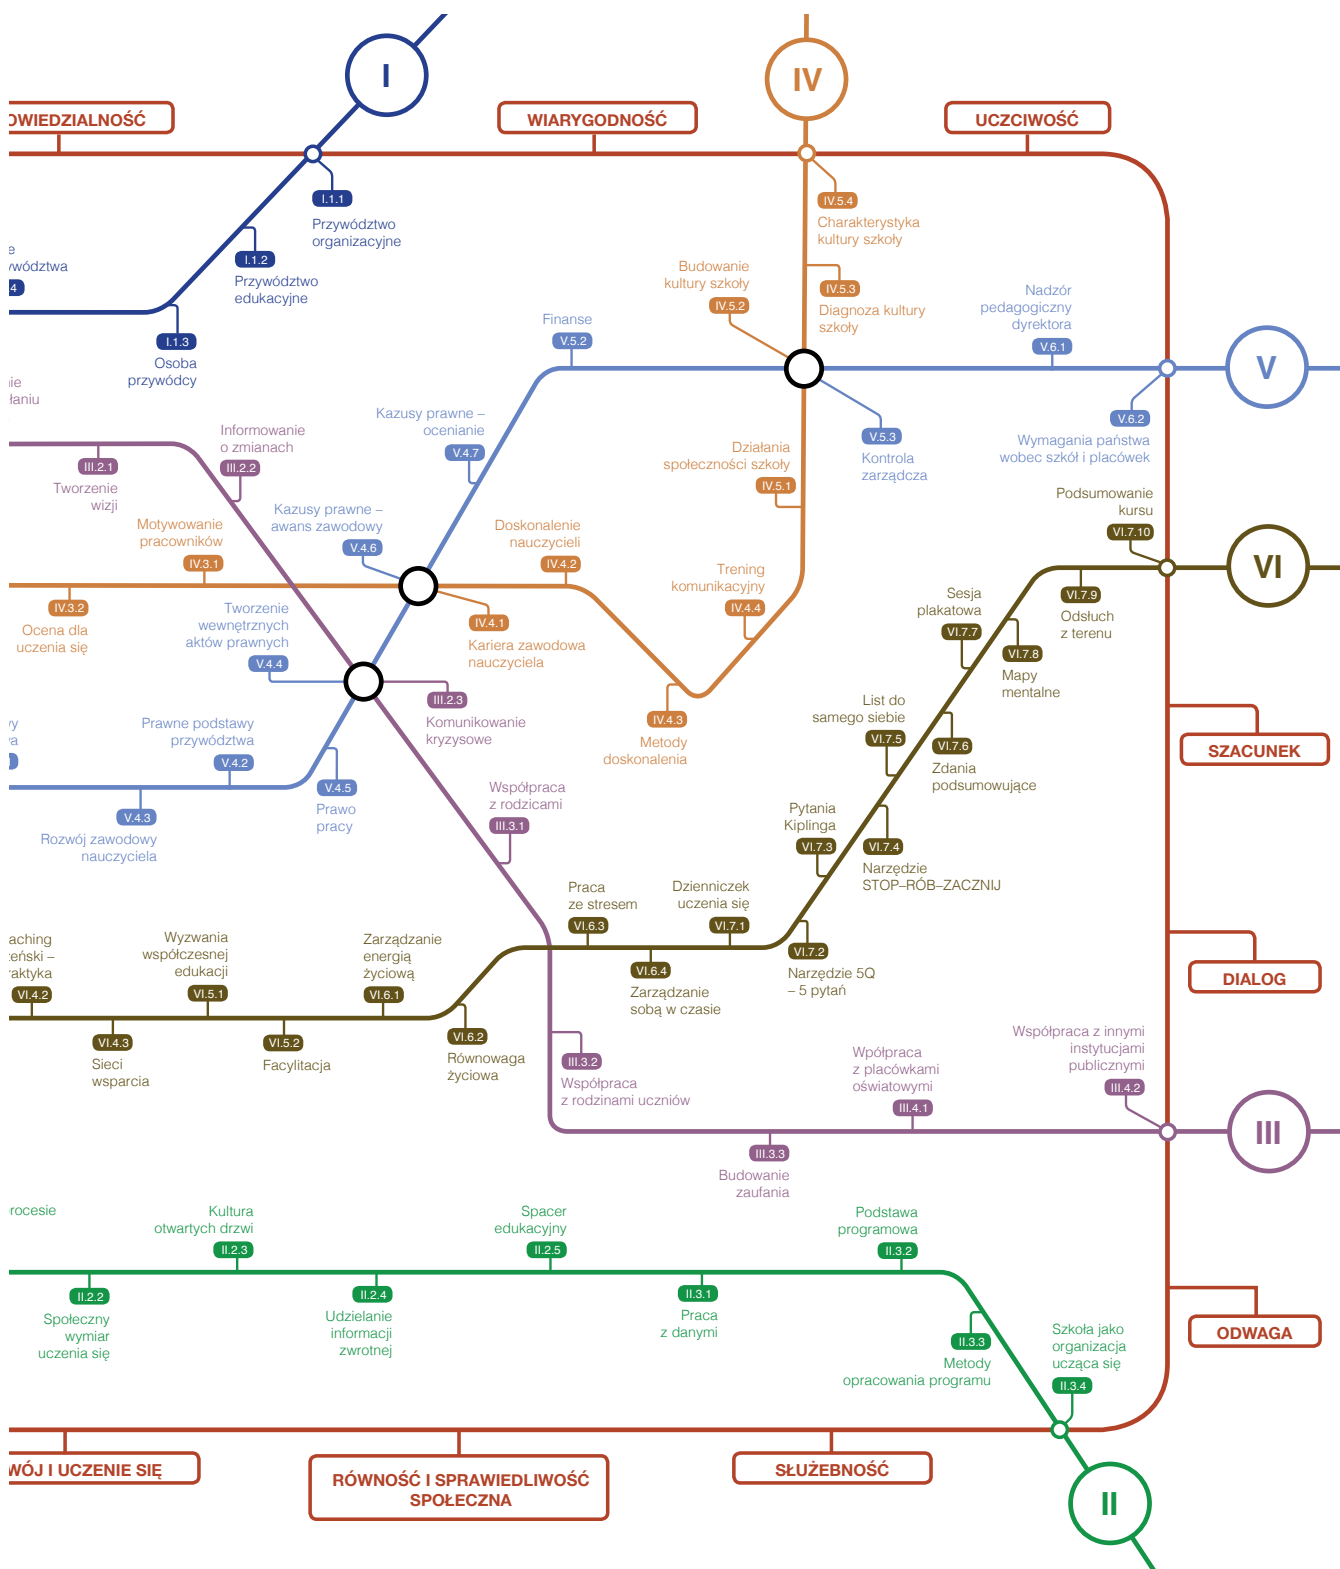 I
IV
OWIEDZIALNOŚĆ
WIARYGODNOŚĆ
UCZCIWOŚĆ
I.1.1
Przywództwo
organizacyjne
I.1.2
Przywództwo
edukacyjne
e
wództwa
4
I.1.3
Osoba
przywódcy
IV.5.4
Charakterystyka
kultury szkoły
Budowanie
kultury szkoły
IV.5.2
IV.5.3
Diagnoza kultury
szkoły
Nadzór
pedagogiczny
dyrektora
V.6.1
Finanse
V.5.2
V
nie
łaniu
Kazusy prawne –
ocenianie
V.4.7
V.6.2
Wymagania państwa
wobec szkół i placówek
Informowanie
o zmianach
III.2.2
III.2.1
Tworzenie
wizji
Działania
społeczności szkoły
IV.5.1
V.5.3
Kontrola
zarządcza
Podsumowanie
kursu
VI.7.10
Motywowanie
pracowników
IV.3.1
Kazusy prawne –
awans zawodowy
V.4.6
Doskonalenie
nauczycieli
IV.4.2
Trening
komunikacyjny
IV.4.4
VI
IV.3.2
Ocena dla
uczenia się
Tworzenie
wewnętrznych
aktów prawnych
V.4.4
IV.4.1
Kariera zawodowa
nauczyciela
Sesja
plakatowa
VI.7.7
VI.7.9
Odsłuch
z terenu
VI.7.8
Mapy
mentalne
III.2.3
Komunikowanie
kryzysowe
IV.4.3
Metody
doskonalenia
List do
samego siebie
VI.7.5
VI.7.6
Zdania
podsumowujące
SZACUNEK
wy
wa
Prawne podstawy
przywództwa
V.4.2
V.4.3
Rozwój zawodowy
nauczyciela
V.4.5
Prawo
pracy
Współpraca
z rodzicami
III.3.1
Pytania
Kiplinga
VI.7.3
VI.7.4
Narzędzie
STOP–RÓB–ZACZNIJ
Praca
ze stresem
VI.6.3
Dzienniczek
uczenia się
VI.7.1
aching
eński –
raktyka
VI.4.2
Wyzwania
współczesnej
edukacji
VI.5.1
Zarządzanie
energią
życiową
VI.6.1
VI.6.4
Zarządzanie
sobą w czasie
VI.7.2
Narzędzie 5Q
– 5 pytań
DIALOG
VI.4.3
Sieci
wsparcia
VI.5.2
Facylitacja
VI.6.2
Równowaga
życiowa
III.3.2
Współpraca
z rodzinami uczniów
Wpółpraca
z placówkami
oświatowymi
III.4.1
Współpraca z innymi
instytucjami
publicznymi
III.4.2
III
III.3.3
Budowanie
zaufania
rocesie
Kultura
otwartych drzwi
II.2.3
Spacer
edukacyjny
II.2.5
Podstawa
programowa
II.3.2
II.2.2
Społeczny
wymiar
uczenia się
II.2.4
Udzielanie
informacji
zwrotnej
II.3.1
Praca
z danymi
II.3.3
Metody
opracowania programu
Szkoła jako
organizacja
ucząca się
II.3.4
ODWAGA
WÓJ I UCZENIE SIĘ
RÓWNOŚĆ I SPRAWIEDLIWOŚĆ
SPOŁECZNA
SŁUŻEBNOŚĆ
II